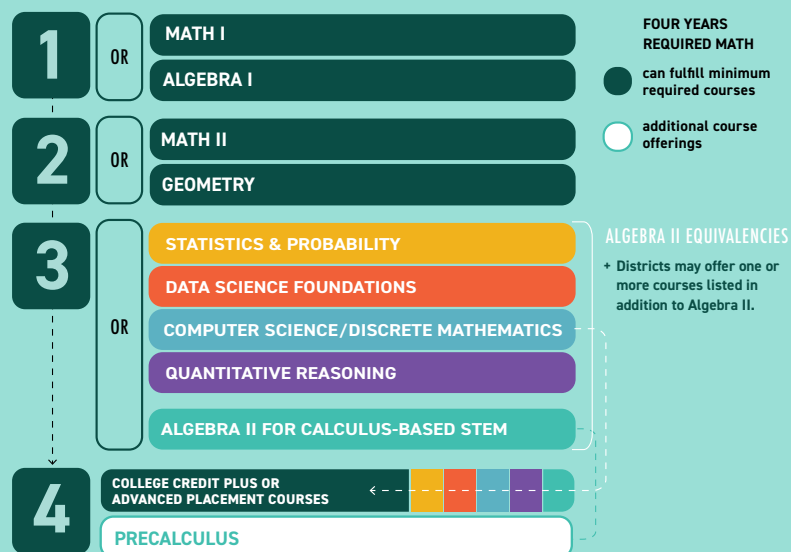 1
OR
MATH I
ALGEBRA I
2
OR
MATH II
GEOMETRY
3
OR
STATISTICS & PROBABILITY
DATA SCIENCE FOUNDATIONS
COMPUTER SCIENCE/DISCRETE MATHEMATICS
QUANTITATIVE REASONING
ALGEBRA II FOR CALCULUS-BASED STEM
4
COLLEGE CREDIT PLUS OR
ADVANCED PLACEMENT COURSES
PRECALCULUS
FOUR YEARS
REQUIRED MATH
can fulfill minimum
required courses
additional course
offerings
ALGEBRA II EQUIVALENCIES
+ Districts may offer one or
more courses listed in
addition to Algebra II.